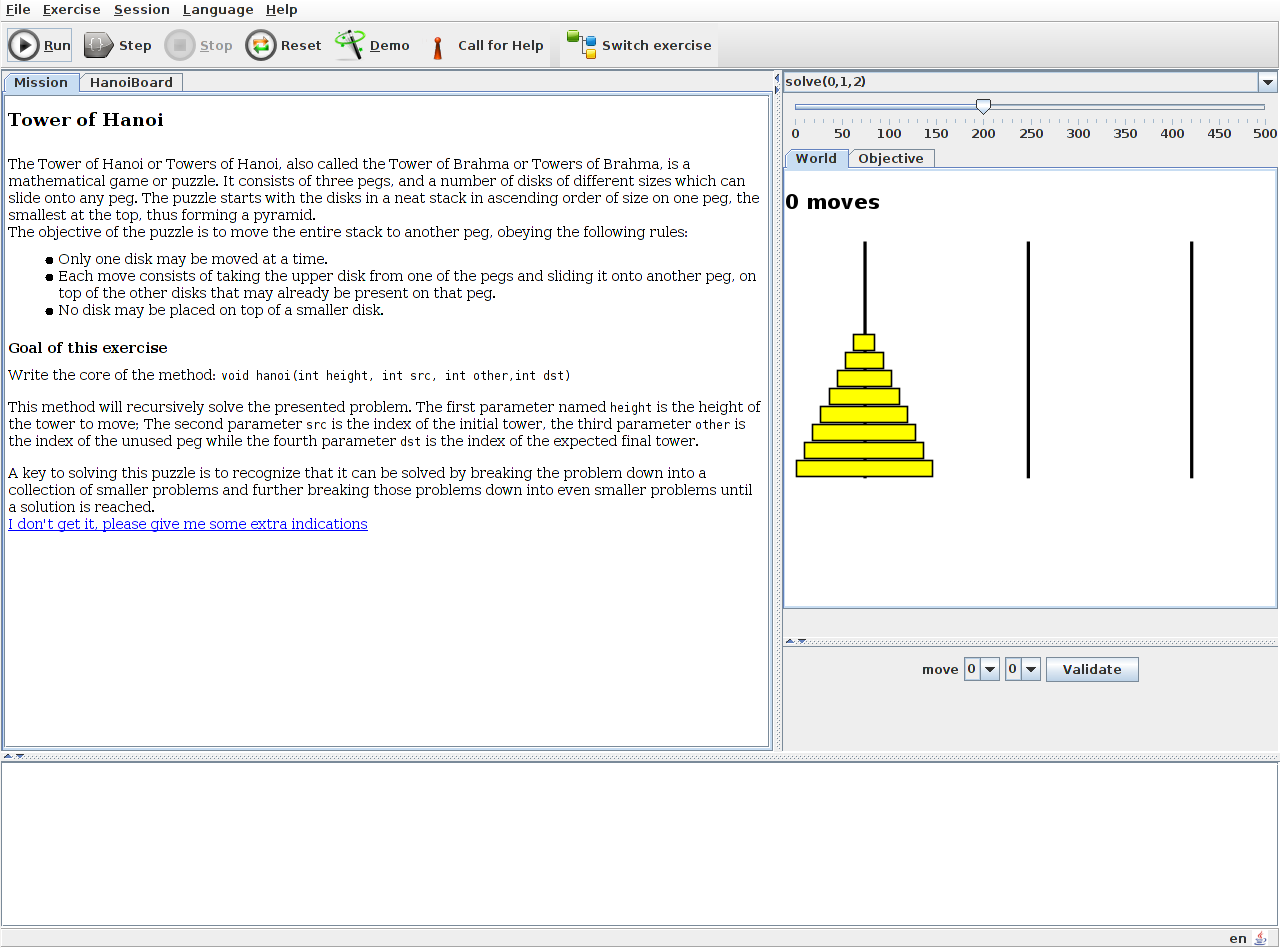 File Exercise Session Language Help
Run Step Stop Reset Demo Call for Help Switch exercise
Mission HanoiBoard
Tower of Hanoi
The Tower of Hanoi or Towers of Hanoi, also called the Tower of Brahma or Towers of Brahma, is a
mathematical game or puzzle. It consists of three pegs, and a number of disks of different sizes which can
slide onto any peg. The puzzle starts with the disks in a neat stack in ascending order of size on one peg, the
smallest at the top, thus forming a pyramid.
The objective of the puzzle is to move the entire stack to another peg, obeying the following rules:
Only one disk may be moved at a time.
Each move consists of taking the upper disk from one of the pegs and sliding it onto another peg, on
top of the other disks that may already be present on that peg.
No disk may be placed on top of a smaller disk.
Goal of this exercise
Write the core of the method: void hanoi(int height, int src, int other,int dst)
This method will recursively solve the presented problem. The first parameter named height is the height of
the tower to move; The second parameter src is the index of the initial tower, the third parameter other is
the index of the unused peg while the fourth parameter dst is the index of the expected final tower.
A key to solving this puzzle is to recognize that it can be solved by breaking the problem down into a
collection of smaller problems and further breaking those problems down into even smaller problems until
a solution is reached.
I don't get it, please give me some extra indications
solve(0,1,2)
0 50 100 150 200 250 300 350 400 450 500
World Objective
0 moves
move 0 0 Validate
en